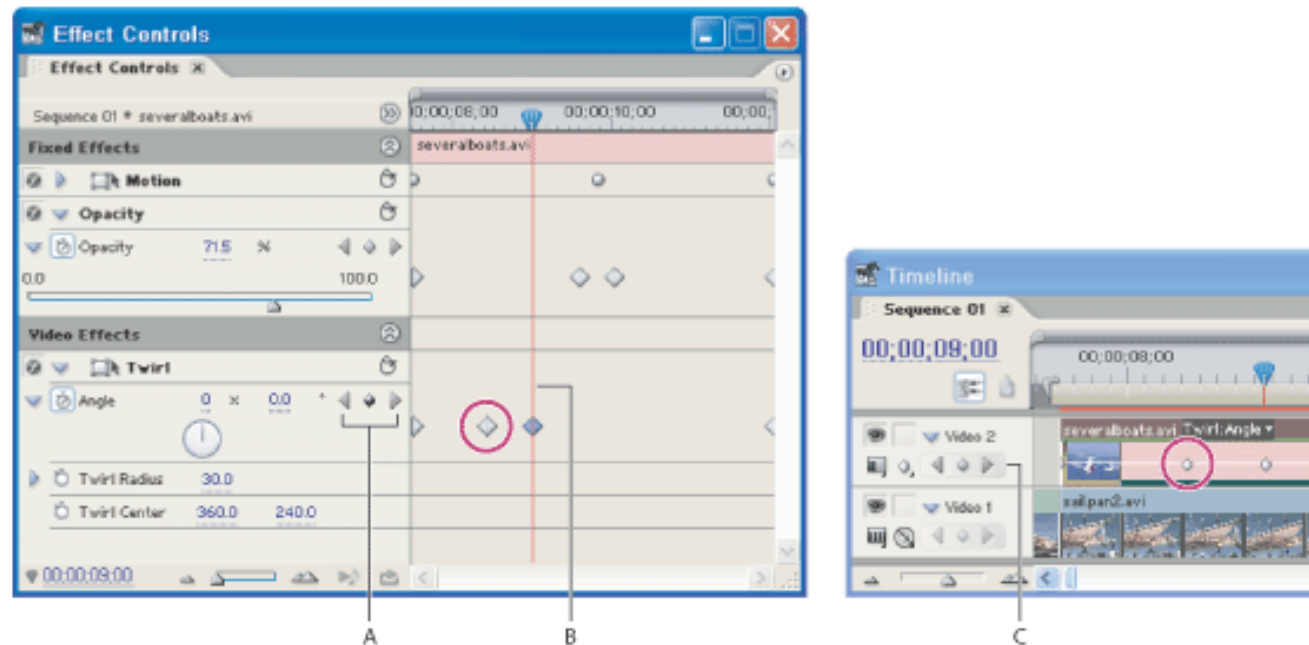 Effect Controls
Effect Controls
Sequence 01 * severalboats.avi
0;00;08;00 00;00;10;00 00;00;
Fixed Effects
severalboats.avi
Motion
Opacity
Opacity 71.5 %
0.0 100.0
Video Effects
Twirl
Angle 0 x 0.0 °
Twirl Radius 30.0
Twirl Center 360.0 240.0
00;00;09;00
A
B
Timeline
Sequence 01
00;00;09;00
00;00;08;00
Video 2
severalboats.avi Twirl:Angle
Video 1
sailpan2.avi
C